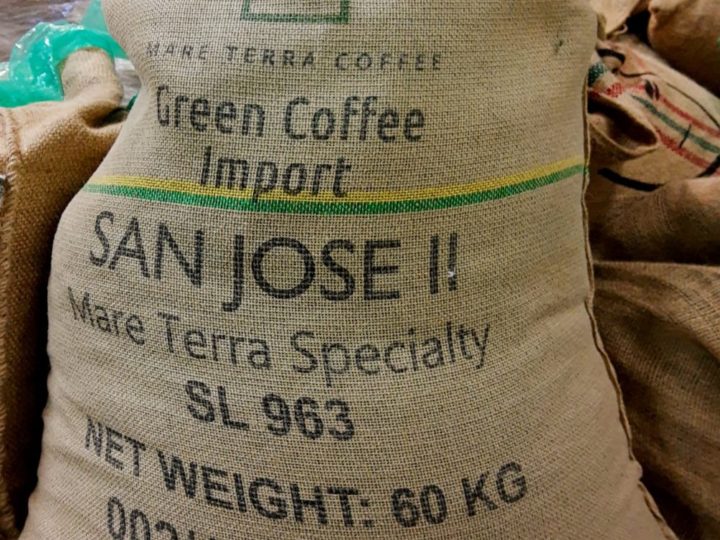 MARE TERRA COFFEE
Green Coffee
Import
SAN JOSE II
Mare Terra Specialty
SL 963
NET WEIGHT: 60 KG